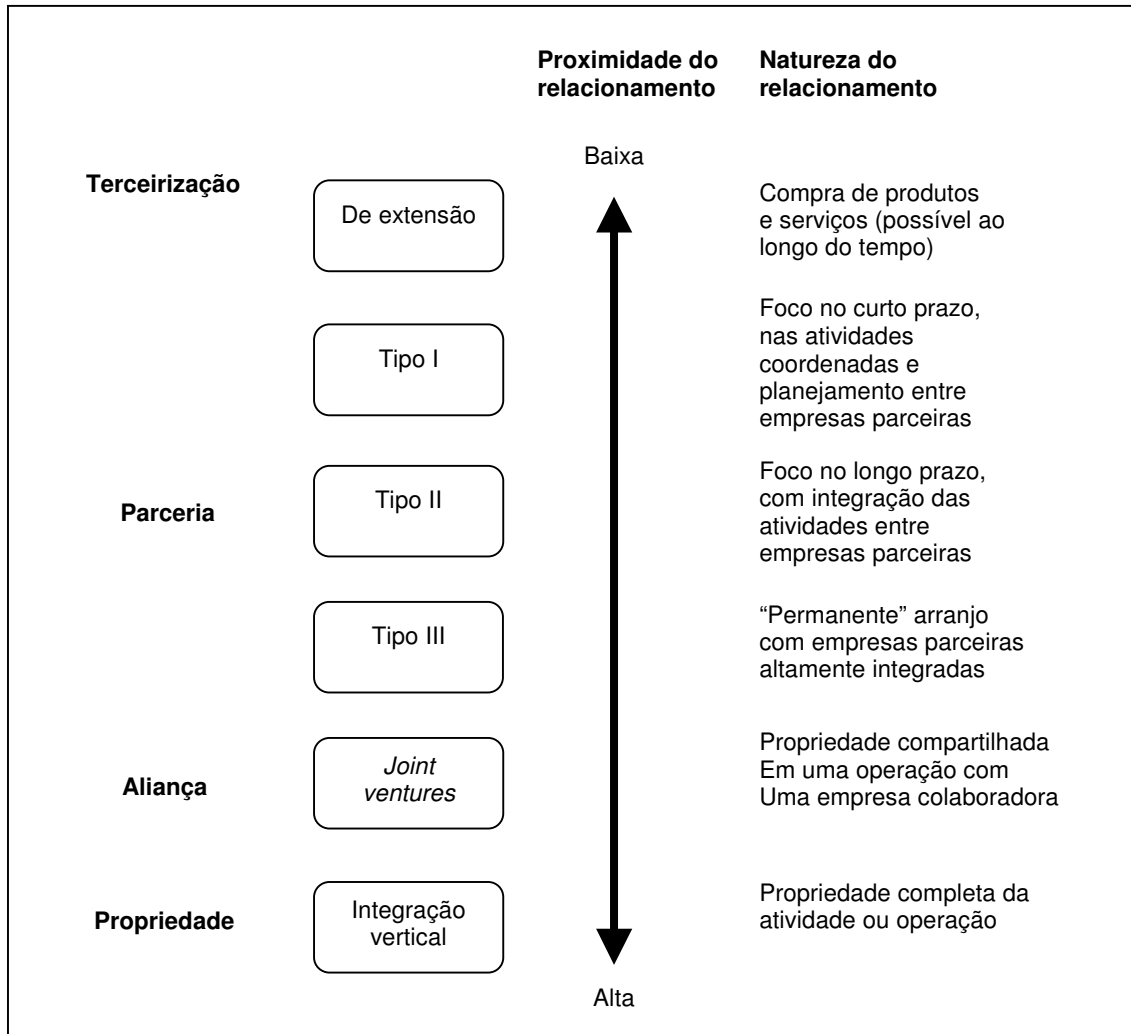 Proximidade do
relacionamento
Natureza do
relacionamento
Baixa
Terceirização
De extensão
Compra de produtos
e serviços (possível ao
longo do tempo)
Tipo I
Foco no curto prazo,
nas atividades
coordenadas e
planejamento entre
empresas parceiras
Parceria
Tipo II
Foco no longo prazo,
com integração das
atividades entre
empresas parceiras
Tipo III
“Permanente” arranjo
com empresas parceiras
altamente integradas
Aliança
Joint
ventures
Propriedade compartilhada
Em uma operação com
Uma empresa colaboradora
Propriedade
Integração
vertical
Propriedade completa da
atividade ou operação
Alta